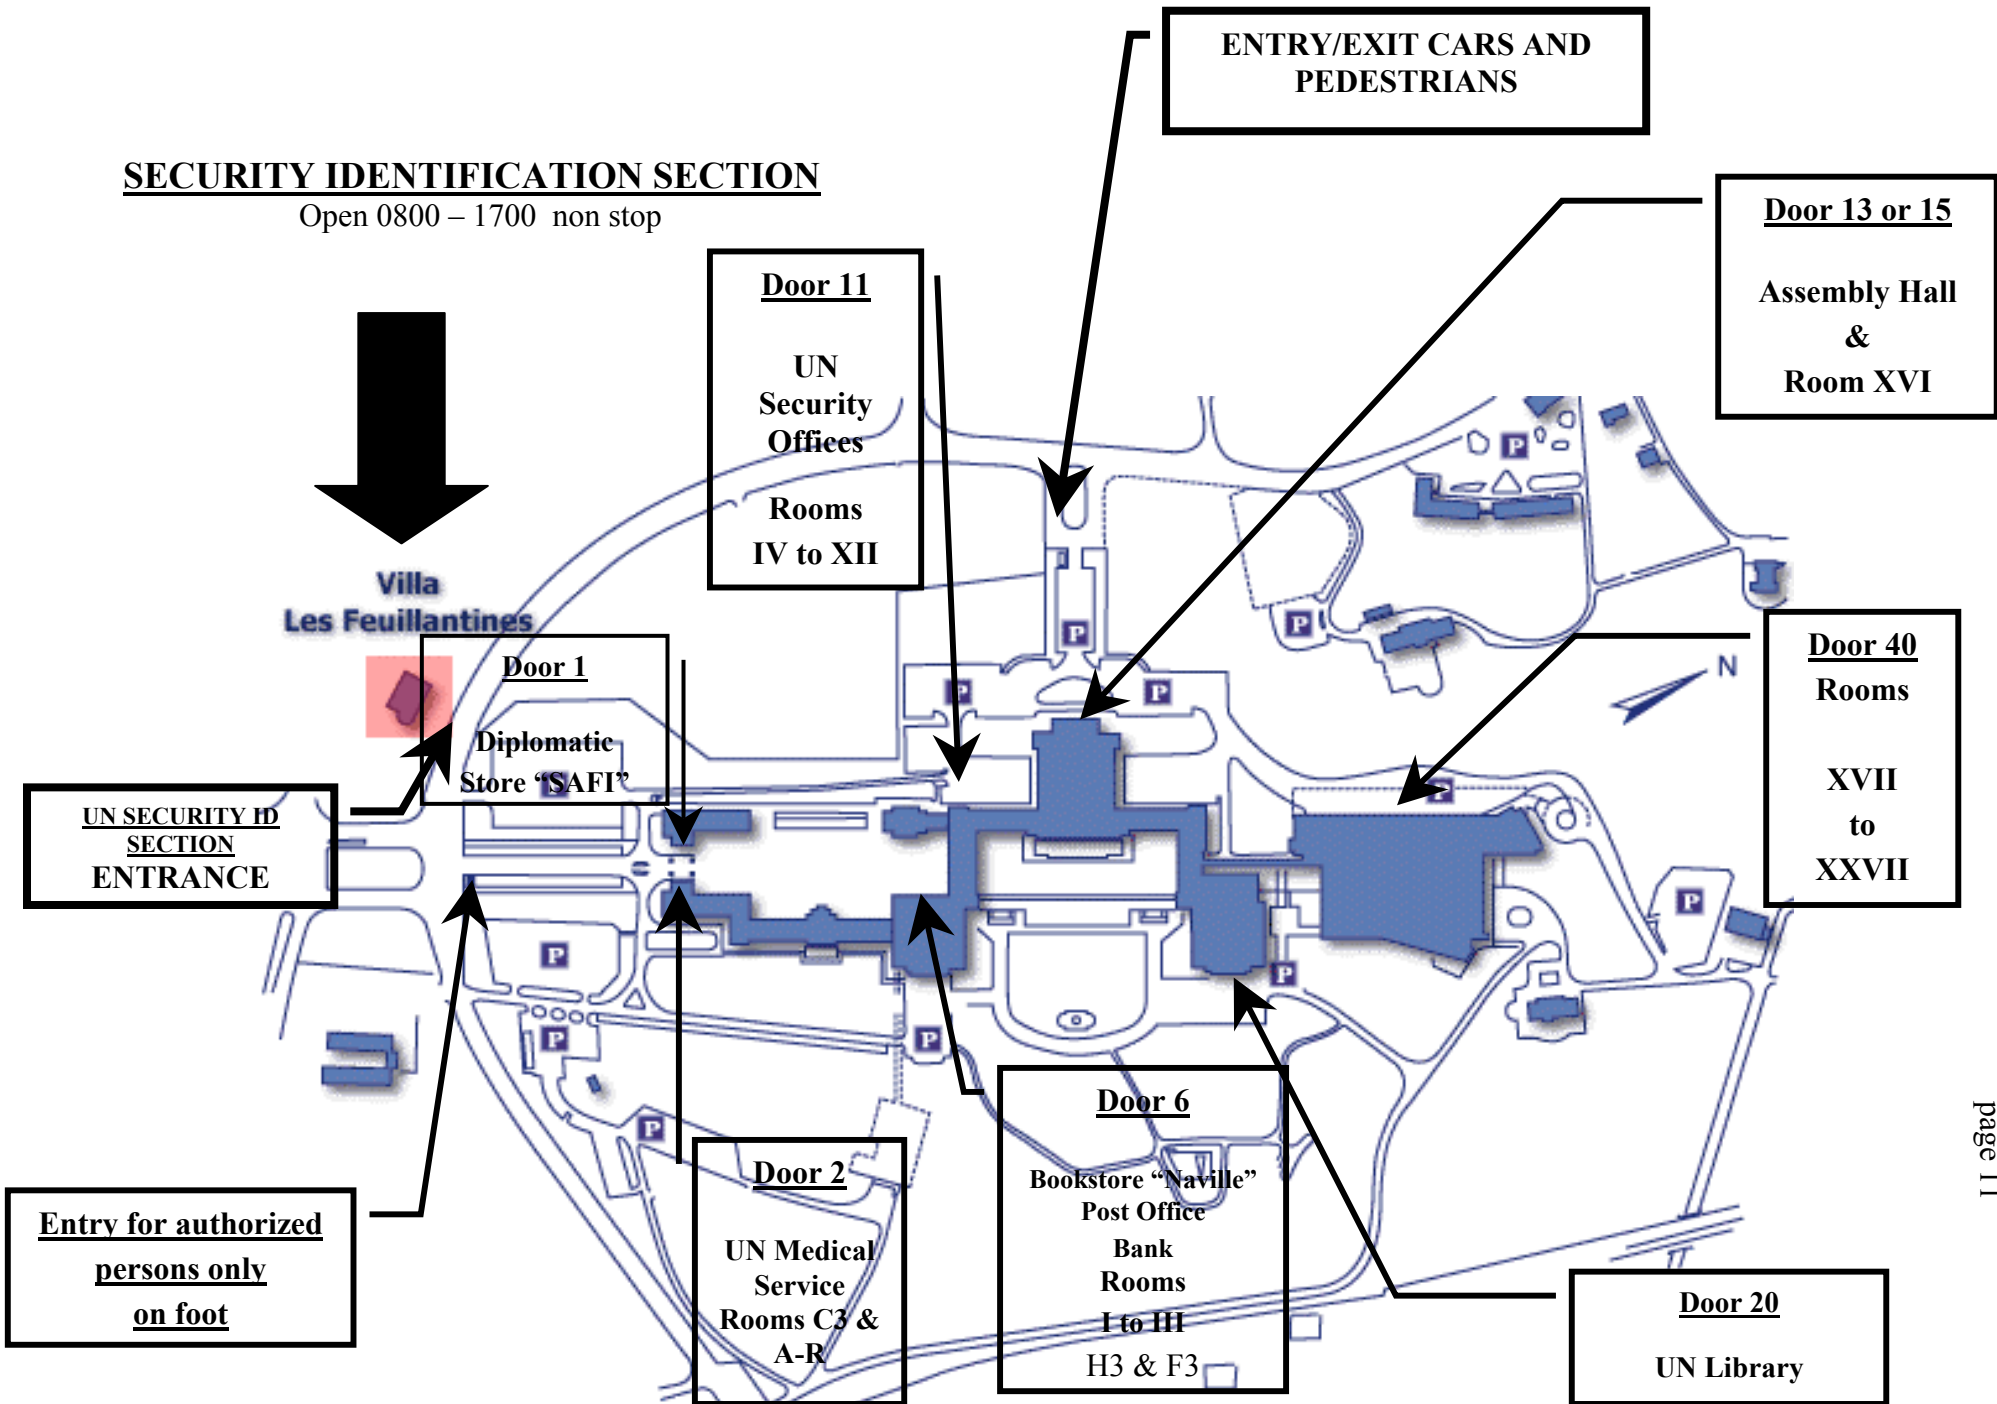 ENTRY/EXIT CARS AND
PEDESTRIANS
SECURITY IDENTIFICATION SECTION
Open 0800 – 1700  non stop
Door 13 or 15
Assembly Hall
&
Room XVI
Door 11
UN
Security
Offices
Rooms
IV to XII
Villa
Les Feuillantines
Door 1
Diplomatic
Store “SAFI”
Door 40
Rooms
XVII
to
XXVII
N
UN SECURITY ID
SECTION
ENTRANCE
P
P
P
P
P
P
P
P
P
P
P
P
P
Entry for authorized
persons only
on foot
Door 2
UN Medical
Service
Rooms C3 &
A-R
Door 6
Bookstore “Naville”
Post Office
Bank
Rooms
I to III
H3 & F3
Door 20
UN Library
page 11